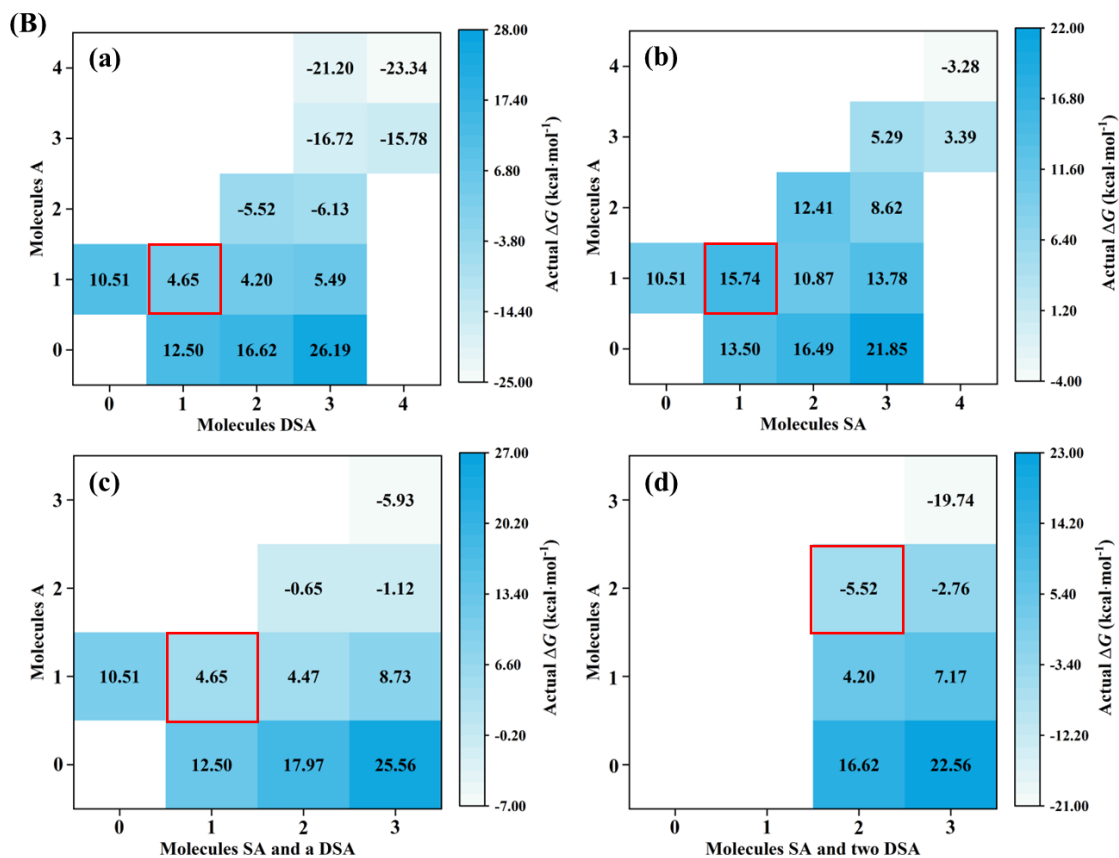 (B)
(a)
28.00
17.40
6.80
-3.80
-14.40
-25.00
Actual ΔG (kcal·mol⁻¹)
Molecules A
4
3
2
1
0
-21.20 -23.34
-16.72 -15.78
-5.52 -6.13
10.51 4.65 4.20 5.49
12.50 16.62 26.19
0 1 2 3 4
Molecules DSA
(b)
22.00
16.80
11.60
6.40
1.20
-4.00
Actual ΔG (kcal·mol⁻¹)
Molecules A
4
3
2
1
0
-3.28
5.29 3.39
12.41 8.62
10.51 15.74 10.87 13.78
13.50 16.49 21.85
0 1 2 3 4
Molecules SA
(c)
27.00
20.20
13.40
6.60
-0.20
-7.00
Actual ΔG (kcal·mol⁻¹)
Molecules A
3
2
1
0
-5.93
-0.65 -1.12
10.51 4.65 4.47 8.73
12.50 17.97 25.56
0 1 2 3
Molecules SA and a DSA
(d)
23.00
14.20
5.40
-3.40
-12.20
-21.00
Actual ΔG (kcal·mol⁻¹)
Molecules A
3
2
1
0
-19.74
-5.52 -2.76
4.20 7.17
16.62 22.56
0 1 2 3
Molecules SA and two DSA